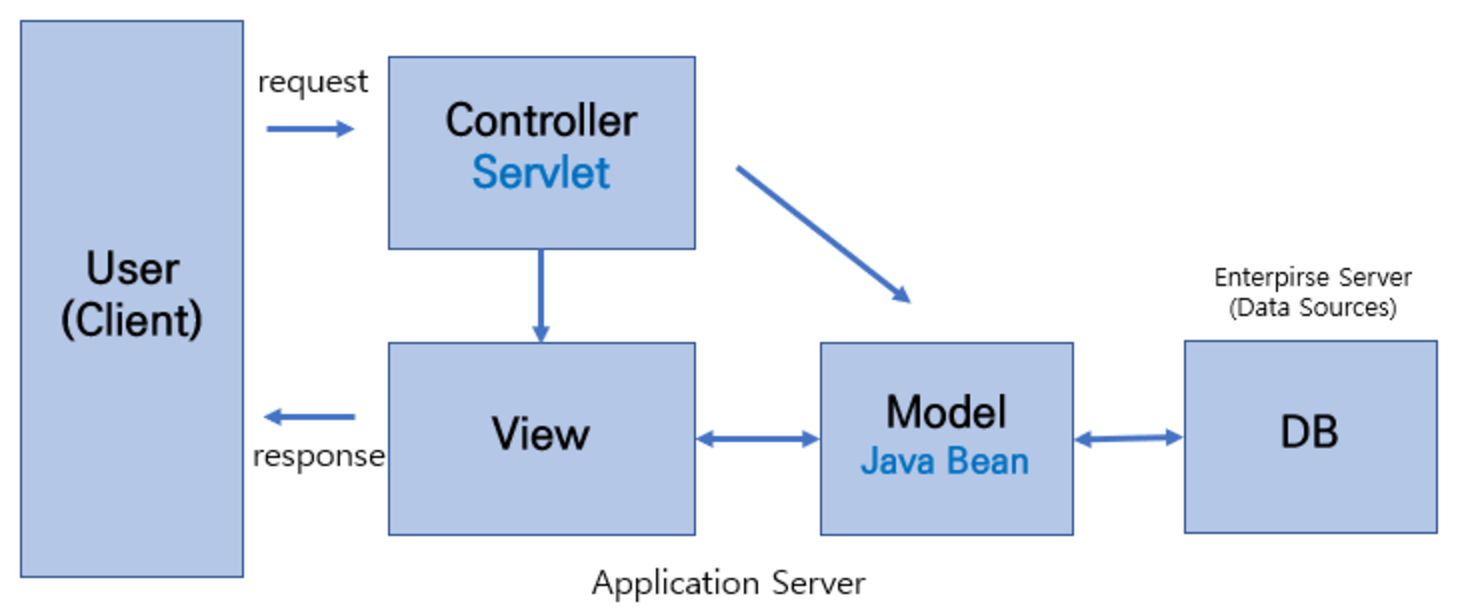 request
Controller
Servlet
User
(Client)
Enterpirse Server
(Data Sources)
View
Model
Java Bean
DB
response
Application Server